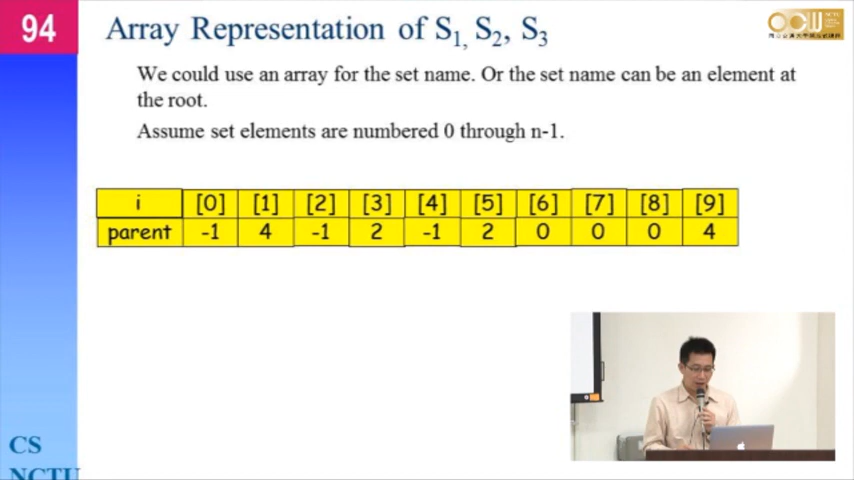 94
Array Representation of S1, S2, S3
OCW
We could use an array for the set name. Or the set name can be an element at
the root.
Assume set elements are numbered 0 through n-1.
i [0] [1] [2] [3] [4] [5] [6] [7] [8] [9]
parent -1 4 -1 2 -1 2 0 0 0 4
CS
NCTU